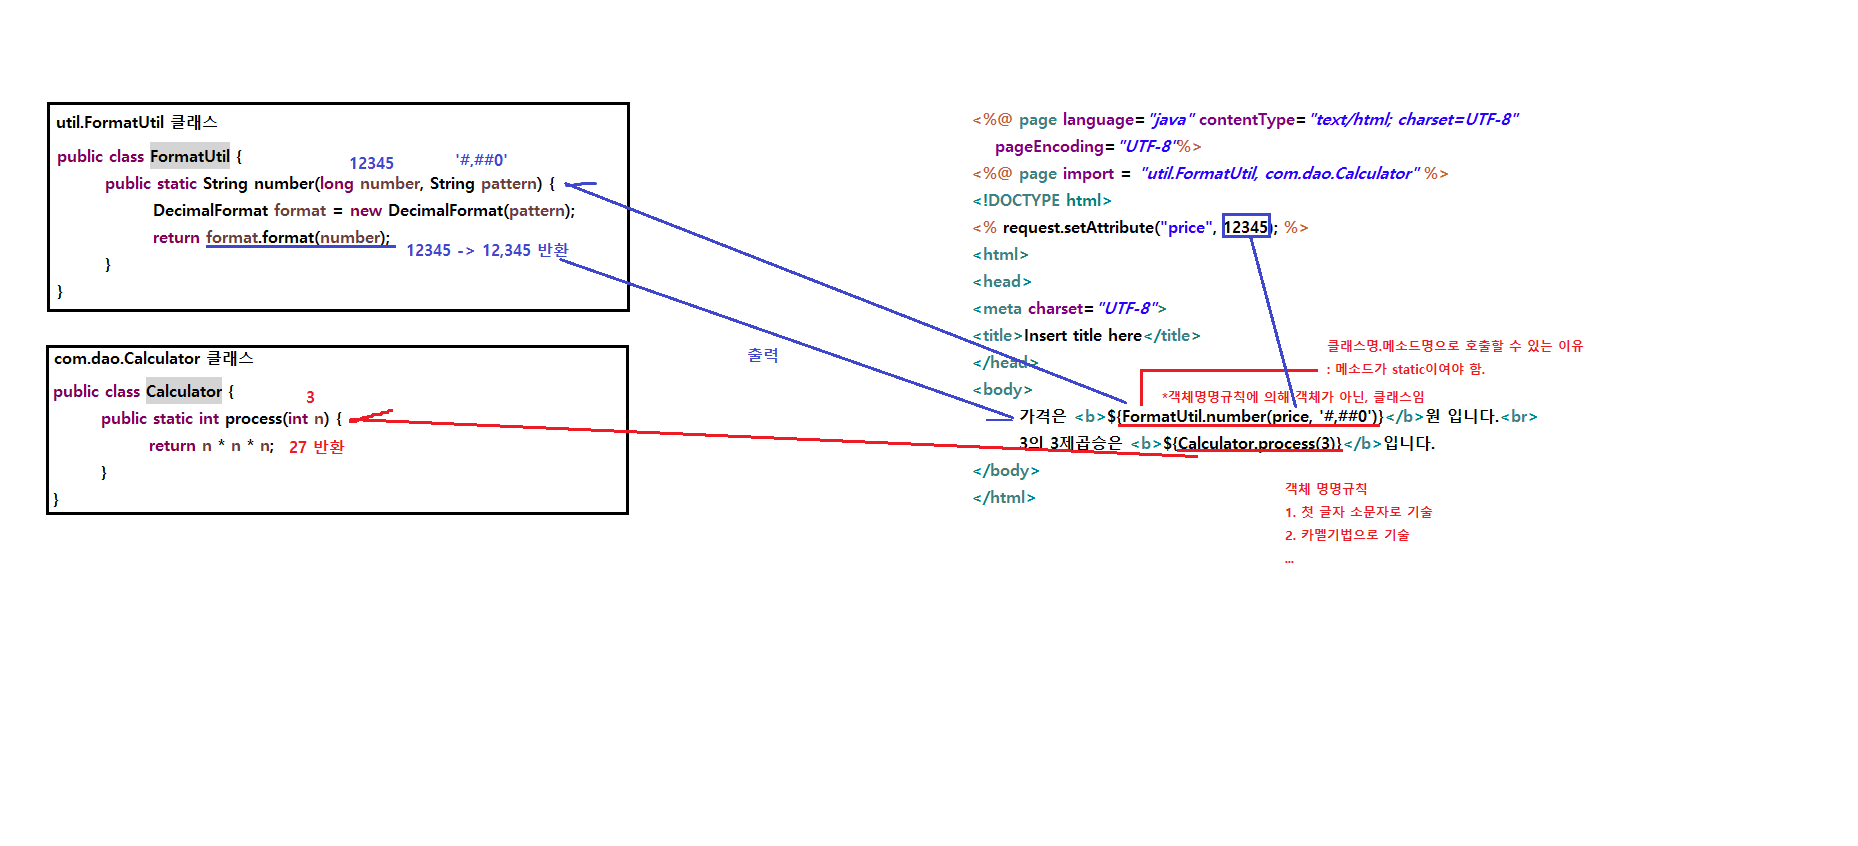 util.FormatUtil 클래스
public class FormatUtil {
12345 '#,##0'
public static String number(long number, String pattern) {
DecimalFormat format = new DecimalFormat(pattern);
return format.format(number);
12345 -> 12,345 반환
}
}
com.dao.Calculator 클래스
public class Calculator {
3
public static int process(int n) {
return n * n * n; 27 반환
}
}
출력
<%@ page language="java" contentType="text/html; charset=UTF-8"
pageEncoding="UTF-8"%>
<%@ page import = "util.FormatUtil, com.dao.Calculator" %>
<!DOCTYPE html>
<% request.setAttribute("price", 12345); %>
<html>
<head>
<meta charset="UTF-8">
<title>Insert title here</title>
</head>
<body>
클래스명.메소드명으로 호출할 수 있는 이유
: 메소드가 static이여야 함.
*객체명명규칙에 의해 객체가 아닌, 클래스임
가격은 <b>${FormatUtil.number(price, '#,##0')}</b>원 입니다.<br>
3의 3제곱승은 <b>${Calculator.process(3)}</b>입니다.
</body>
</html>
객체 명명규칙
1. 첫 글자 소문자로 기술
2. 카멜기법으로 기술
...